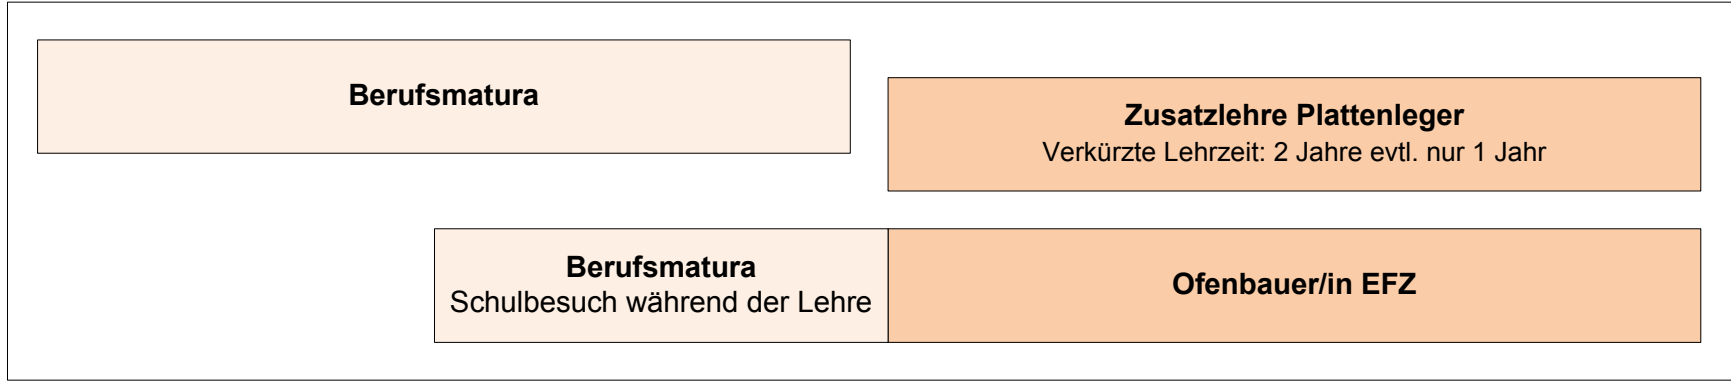 Berufsmatura
Zusatzlehre Plattenleger
Verkürzte Lehrzeit: 2 Jahre evtl. nur 1 Jahr
Berufsmatura
Schulbesuch während der Lehre
Ofenbauer/in EFZ